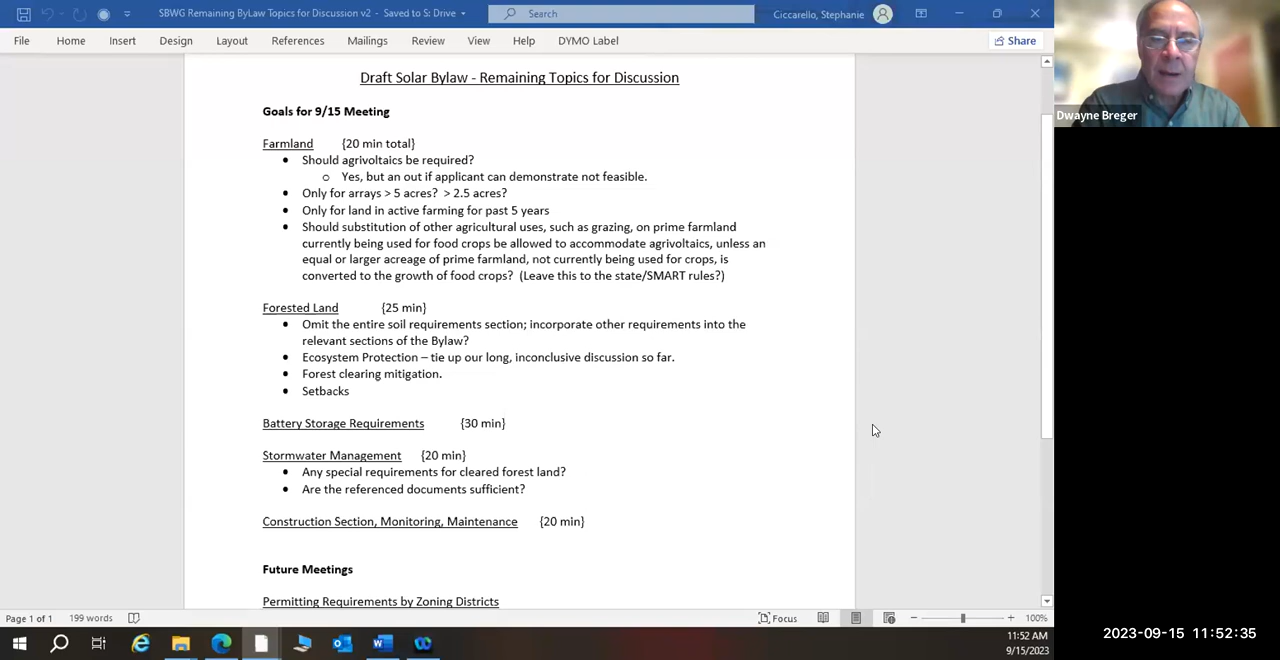 SBWG Remaining ByLaw Topics for Discussion v2 - Saved to S: Drive
Search
Ciccarello, Stephanie
File Home Insert Design Layout References Mailings Review View Help DYMO Label Share
Draft Solar Bylaw - Remaining Topics for Discussion
Goals for 9/15 Meeting
Farmland {20 min total}
• Should agrivoltaics be required?
o Yes, but an out if applicant can demonstrate not feasible.
• Only for arrays > 5 acres? > 2.5 acres?
• Only for land in active farming for past 5 years
• Should substitution of other agricultural uses, such as grazing, on prime farmland
currently being used for food crops be allowed to accommodate agrivoltaics, unless an
equal or larger acreage of prime farmland, not currently being used for crops, is
converted to the growth of food crops? (Leave this to the state/SMART rules?)
Forested Land {25 min}
• Omit the entire soil requirements section; incorporate other requirements into the
relevant sections of the Bylaw?
• Ecosystem Protection – tie up our long, inconclusive discussion so far.
• Forest clearing mitigation.
• Setbacks
Battery Storage Requirements {30 min}
Stormwater Management {20 min}
• Any special requirements for cleared forest land?
• Are the referenced documents sufficient?
Construction Section, Monitoring, Maintenance {20 min}
Future Meetings
Permitting Requirements by Zoning Districts
Page 1 of 1 199 words Focus 100%
11:52 AM
9/15/2023
Dwayne Breger
2023-09-15 11:52:35